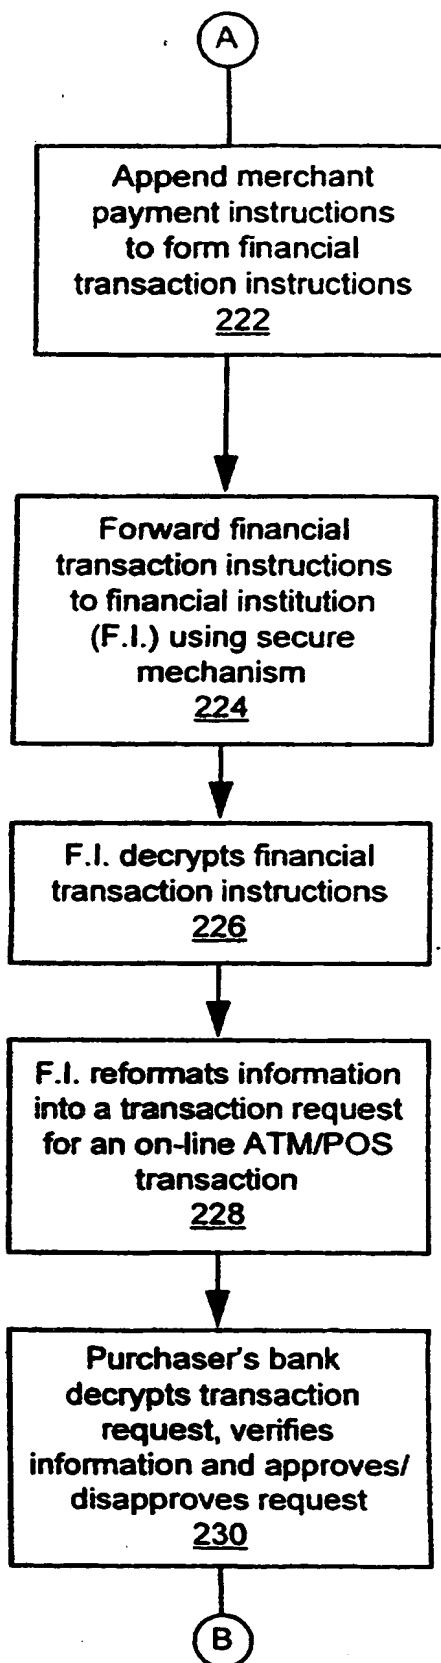 A
Append merchant
payment instructions
to form financial
transaction instructions
222
Forward financial
transaction instructions
to financial institution
(F.I.) using secure
mechanism
224
F.I. decrypts financial
transaction instructions
226
F.I. reformats information
into a transaction request
for an on-line ATM/POS
transaction
228
Purchaser's bank
decrypts transaction
request, verifies
information and approves/
disapproves request
230
B